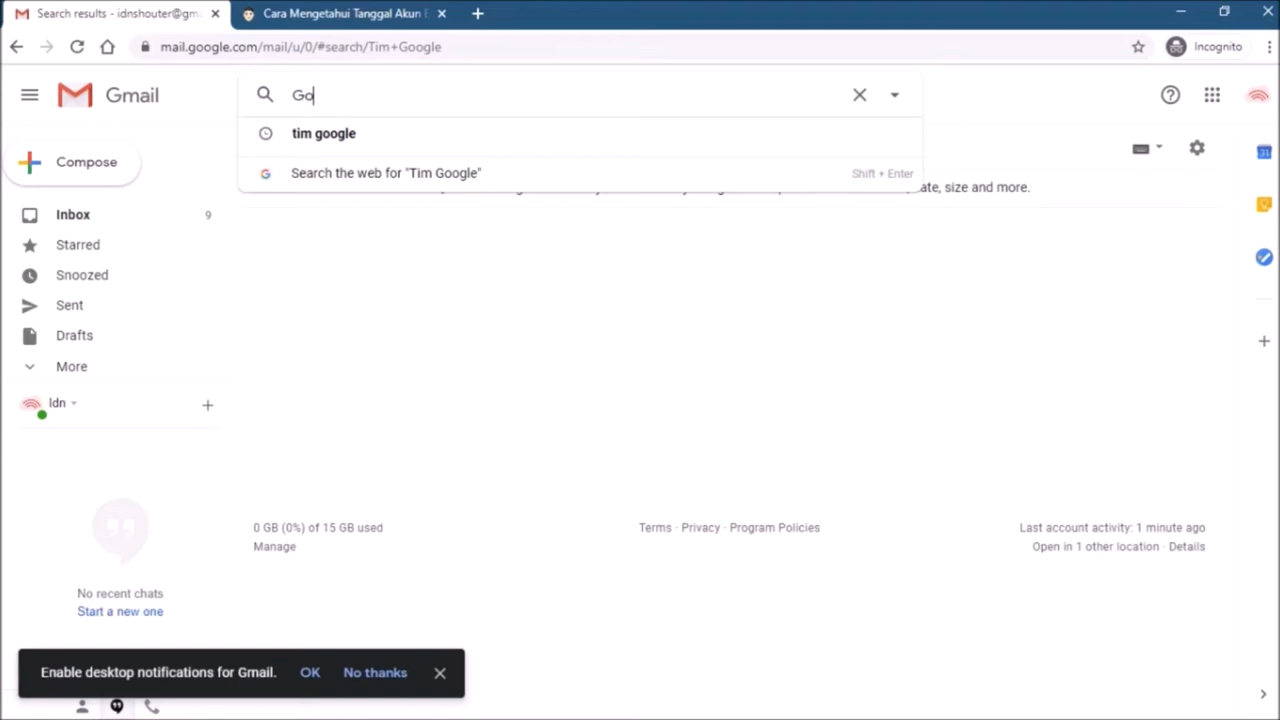 Search results - idnshouter@gm
Cara Mengetahui Tanggal Akun
mail.google.com/mail/u/0/#search/Tim+Google
Incognito
Gmail
Go
tim google
Search the web for "Tim Google"
Shift + Enter
Compose
ate, size and more.
Inbox
9
Starred
Snoozed
Sent
Drafts
More
Idn
31
0 GB (0%) of 15 GB used
Manage
Terms · Privacy · Program Policies
Last account activity: 1 minute ago
Open in 1 other location · Details
No recent chats
Start a new one
Enable desktop notifications for Gmail.
OK
No thanks